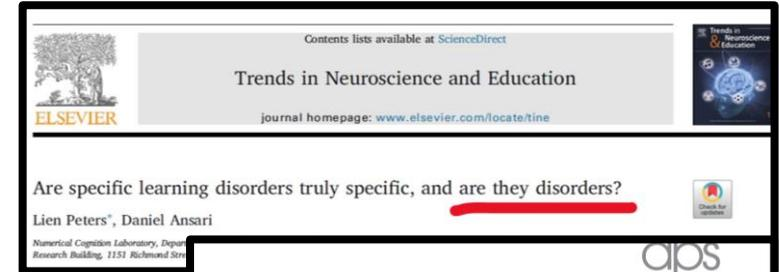 Contents lists available at ScienceDirect
Trends in Neuroscience and Education
ELSEVIER
journal homepage: www.elsevier.com/locate/tine
Trends in
Neuroscience
& Education
Are specific learning disorders truly specific, and are they disorders?
Check for
updates
Lien Peters*, Daniel Ansari
Numerical Cognition Laboratory,
Research Building, 1151 Richmond
aps